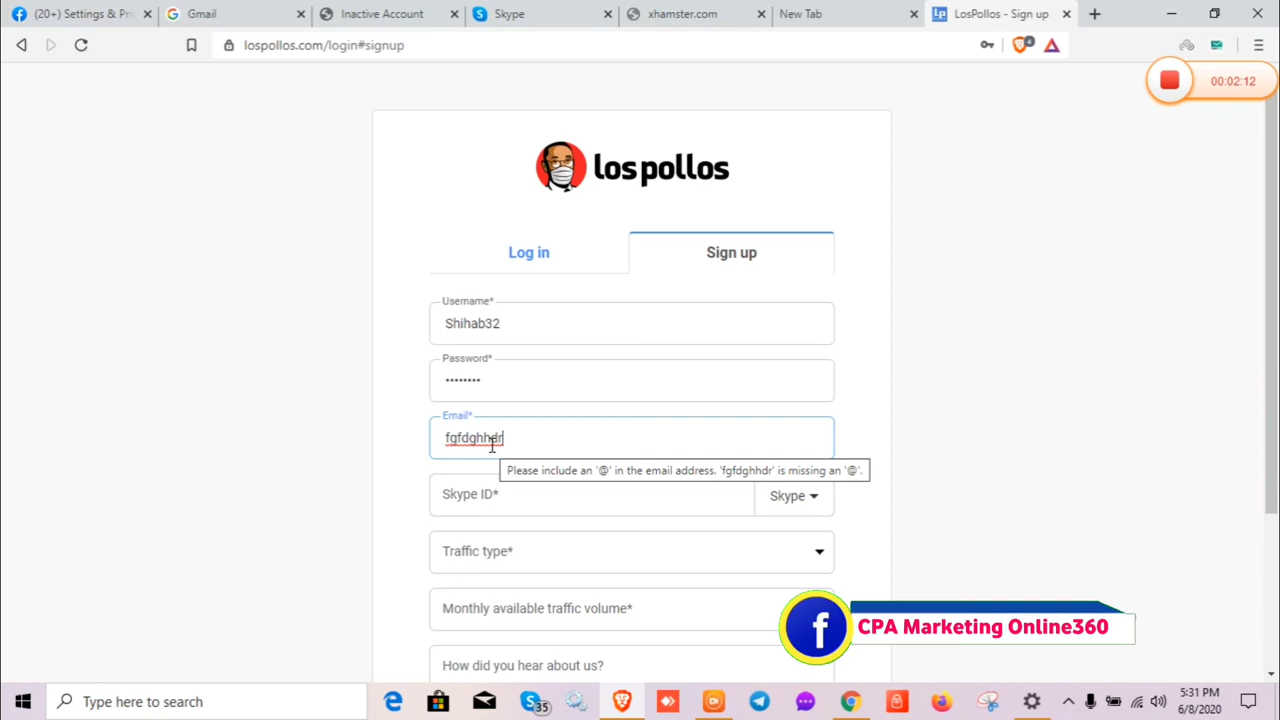 (20+) Settings & Pri
Gmail
Inactive Account
Skype
xhamster.com
New Tab
LosPollos - Sign up
lospollos.com/login#signup
4
00:02:12
los pollos
Log in
Sign up
Username*
Shihab32
Password*
••••••••
Email*
fgfdghhdr
Please include an '@' in the email address. 'fgfdghhdr' is missing an '@'.
Skype ID*
Skype
Traffic type*
Monthly available traffic volume*
f
CPA Marketing Online360
How did you hear about us?
Type here to search
35
5:31 PM
6/8/2020